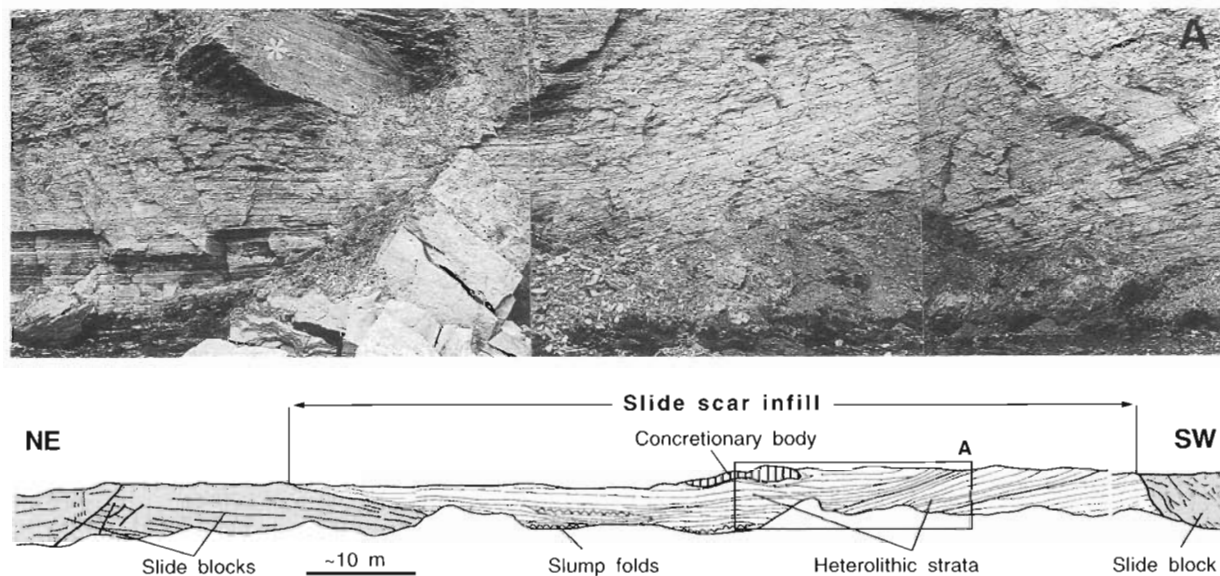 A
Slide scar infill
NE
Concretionary body
A
SW
Slide blocks
~10 m
Slump folds
Heterolithic strata
Slide block